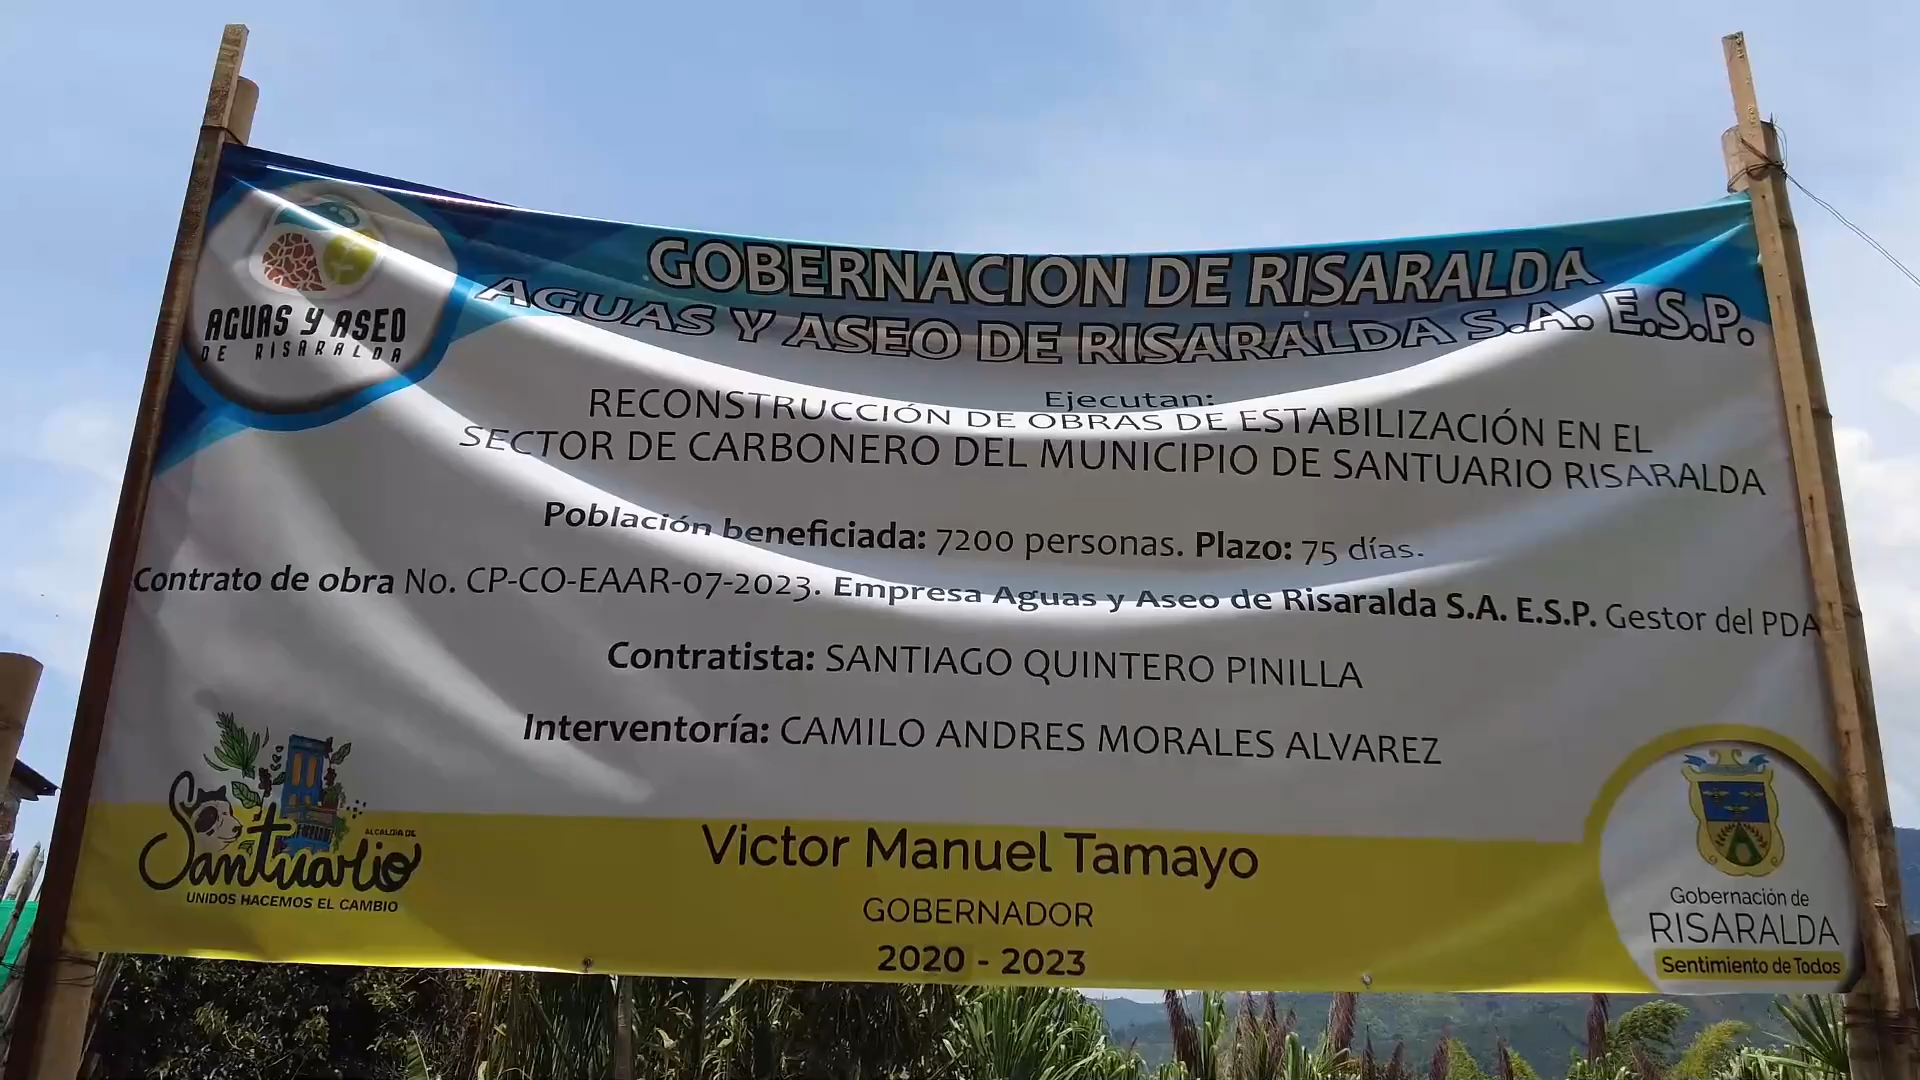 GOBERNACION DE RISARALDA
AGUAS Y ASEO DE RISARALDA S.A. E.S.P.
AGUAS Y ASEO
DE RISARALDA
Ejecutan:
RECONSTRUCCIÓN DE OBRAS DE ESTABILIZACIÓN EN EL
SECTOR DE CARBONERO DEL MUNICIPIO DE SANTUARIO RISARALDA
Población beneficiada: 7200 personas. Plazo: 75 días.
Contrato de obra No. CP-CO-EAAR-07-2023. Empresa Aguas y Aseo de Risaralda S.A. E.S.P. Gestor del PDA
Contratista: SANTIAGO QUINTERO PINILLA
Interventoría: CAMILO ANDRES MORALES ALVAREZ
ALCALDIA DE
Santuario
UNIDOS HACEMOS EL CAMBIO
Victor Manuel Tamayo
GOBERNADOR
2020 - 2023
Gobernación de
RISARALDA
Sentimiento de Todos